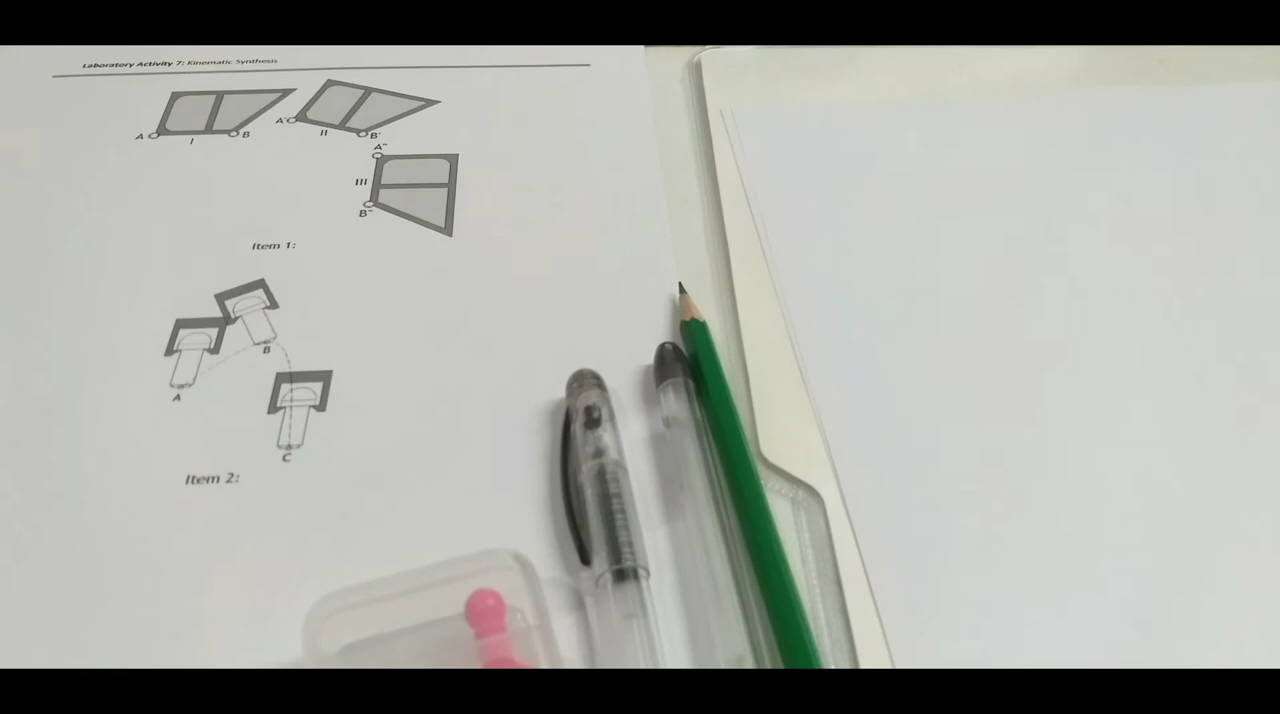 Laboratory Activity 7: Kinematic Synthesis
A I B
A' II B'
A"
III
B"
Item 1:
B
A
C
Item 2: